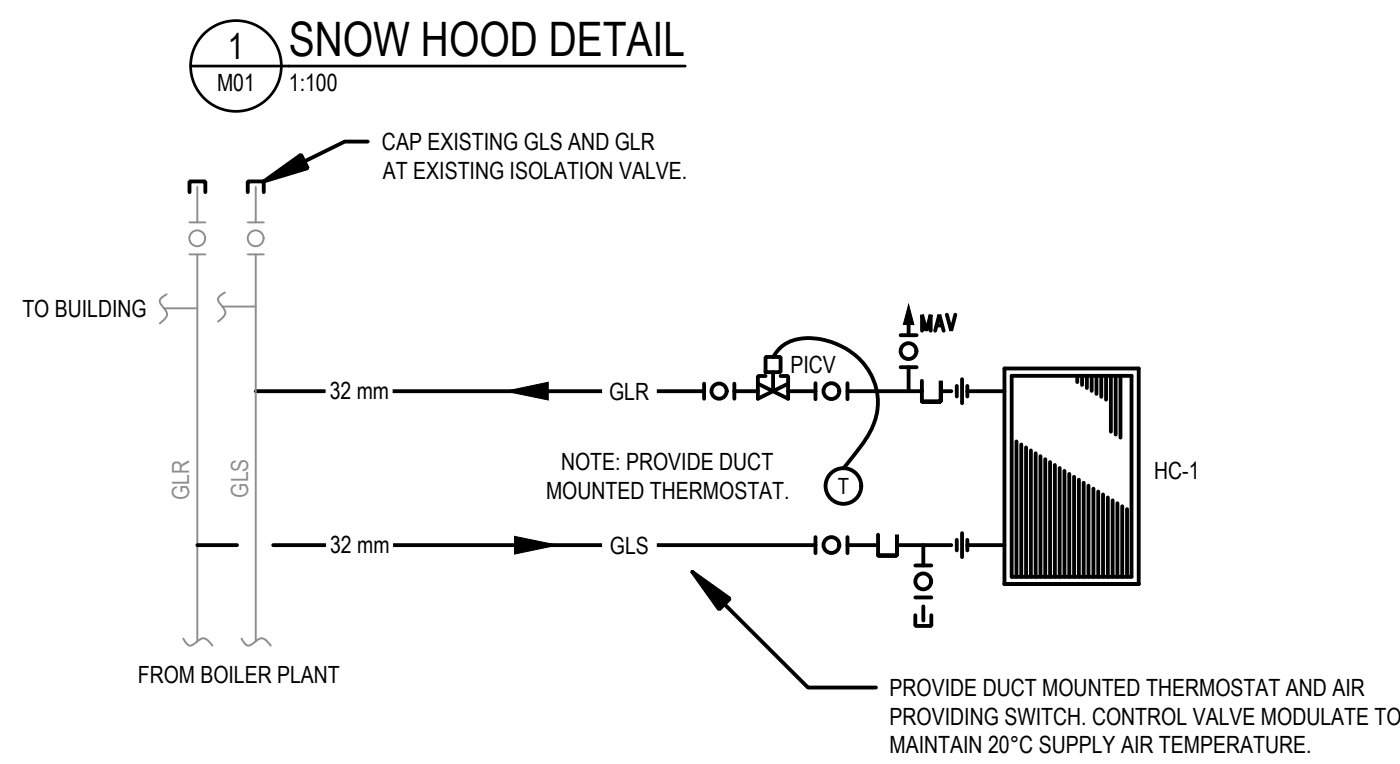 1
SNOW HOOD DETAIL
M01
1:100
CAP EXISTING GLS AND GLR
AT EXISTING ISOLATION VALVE.
TO BUILDING
MAV
PICV
32 mm
GLR
GLR
GLS
NOTE: PROVIDE DUCT
MOUNTED THERMOSTAT.
T
HC-1
32 mm
GLS
FROM BOILER PLANT
PROVIDE DUCT MOUNTED THERMOSTAT AND AIR
PROVIDING SWITCH. CONTROL VALVE MODULATE TO
MAINTAIN 20°C SUPPLY AIR TEMPERATURE.